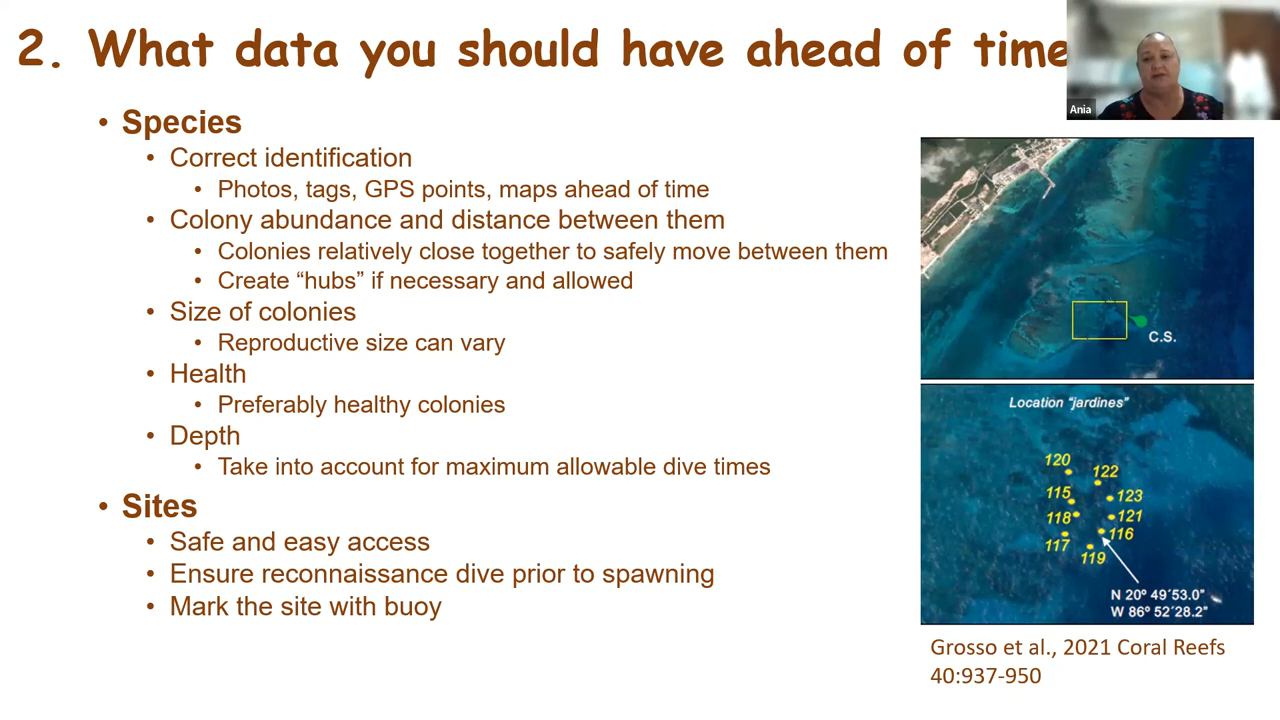 2. What data you should have ahead of time
Ania
• Species
• Correct identification
• Photos, tags, GPS points, maps ahead of time
• Colony abundance and distance between them
• Colonies relatively close together to safely move between them
• Create “hubs” if necessary and allowed
• Size of colonies
• Reproductive size can vary
• Health
• Preferably healthy colonies
• Depth
• Take into account for maximum allowable dive times
• Sites
• Safe and easy access
• Ensure reconnaissance dive prior to spawning
• Mark the site with buoy
C.S.
Location “jardines”
120
122
115
123
118
121
116
117
119
N 20º 49´53.0”
W 86º 52´28.2”
Grosso et al., 2021 Coral Reefs
40:937-950